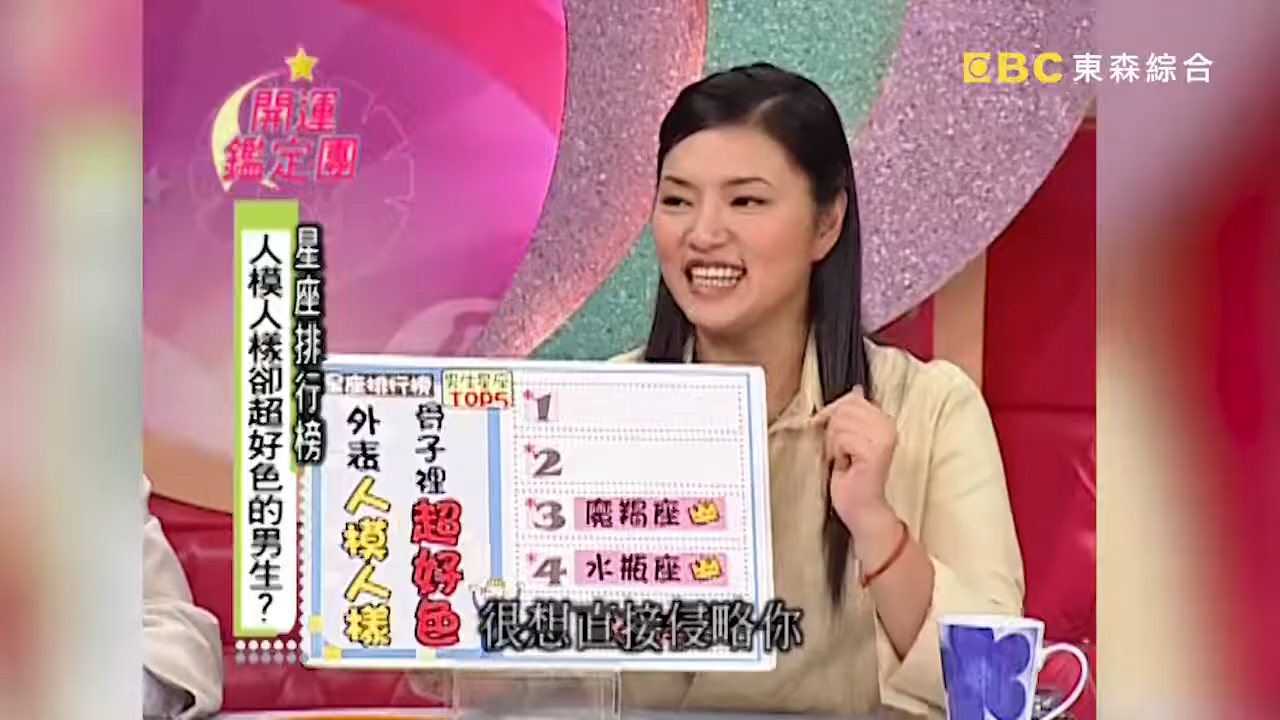 EBC 東森綜合
開運
鑑定團
星座排行榜
人模人樣卻超好色的男生？
星座排行榜
男生星座
TOP5
外表人模人樣
骨子裡超好色
1
2
3 魔羯座
4 水瓶座
很想直接侵略你